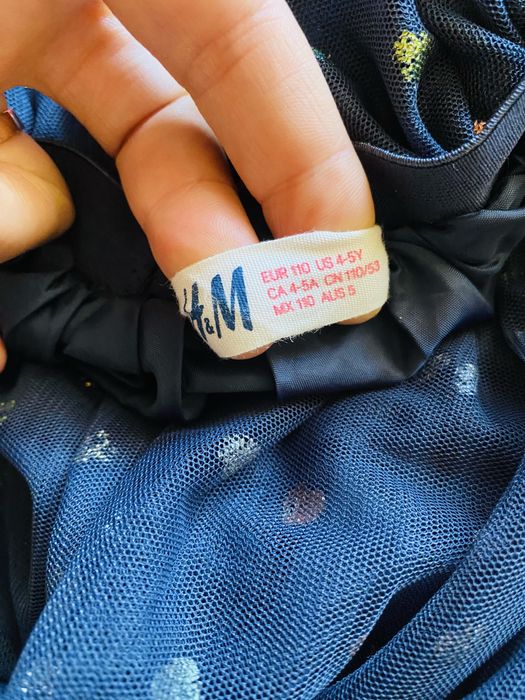 H&M
EUR 110 US 4-5Y
CA 4-5A CN 110/53
MX 110 AUS 5